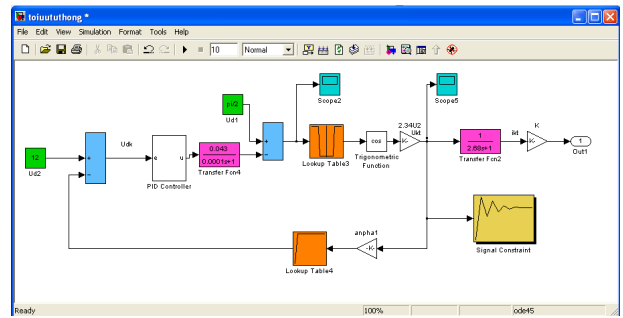 toiuututhong *
File Edit View Simulation Format Tools Help
10 Normal
Scope2
Scope5
pi/2
Ud1
12
Ud2
Udk
+
−
e u
PID Controller
0.043
0.0001s+1
Transfer Fcn4
+
−
Lookup Table3
cos
Trigonometric
Function
2.34U2
-K-
Ukt
1
2.68s+1
Transfer Fcn2
ikt
K
-K-
1
Out1
Signal Constraint
anpha1
-K-
Lookup Table4
Ready 100% ode45